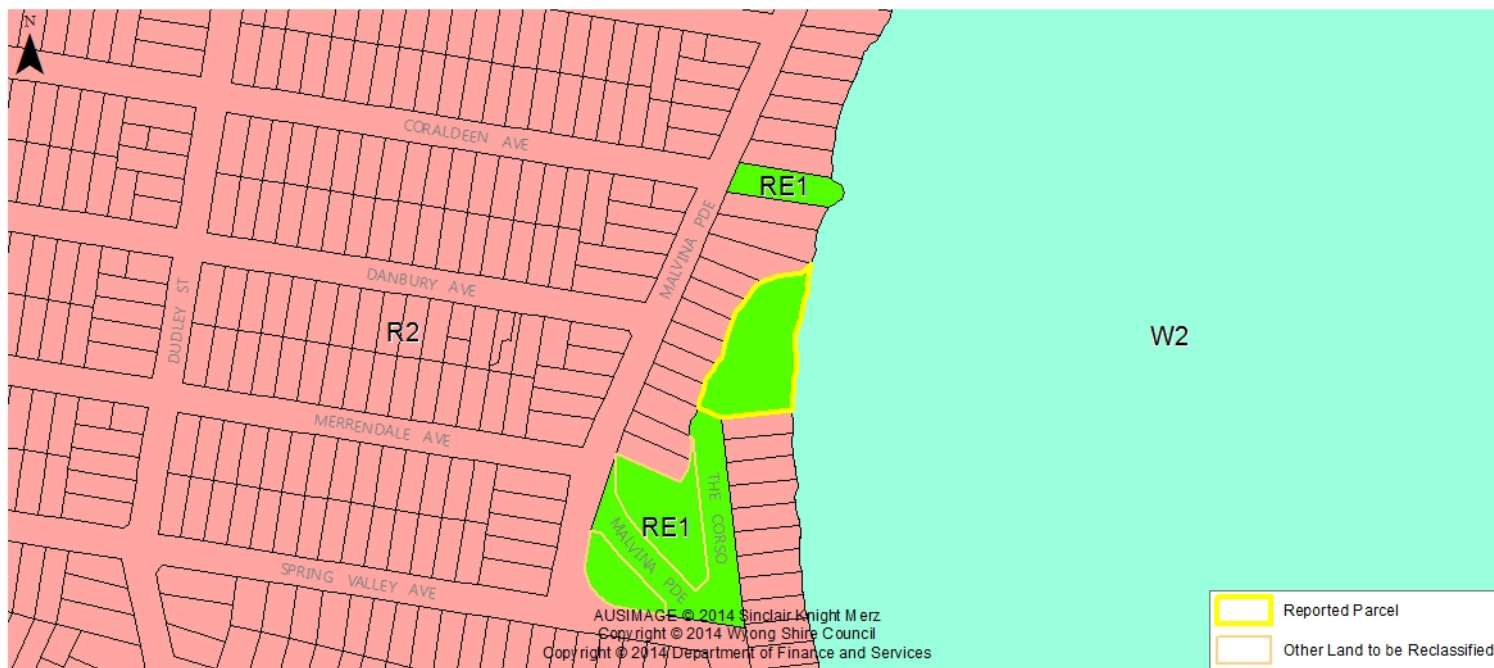 N
CORALDEEN AVE
RE1
MALVINA PDE
DANBURY AVE
DUDLEY ST
R2
W2
MERRENDALE AVE
THE CORSO
RE1
MALVINA PDE
SPRING VALLEY AVE
AUSIMAGE © 2014 Sinclair Knight Merz
Copyright © 2014 Wyong Shire Council
Copyright © 2014 Department of Finance and Services
Reported Parcel
Other Land to be Reclassified